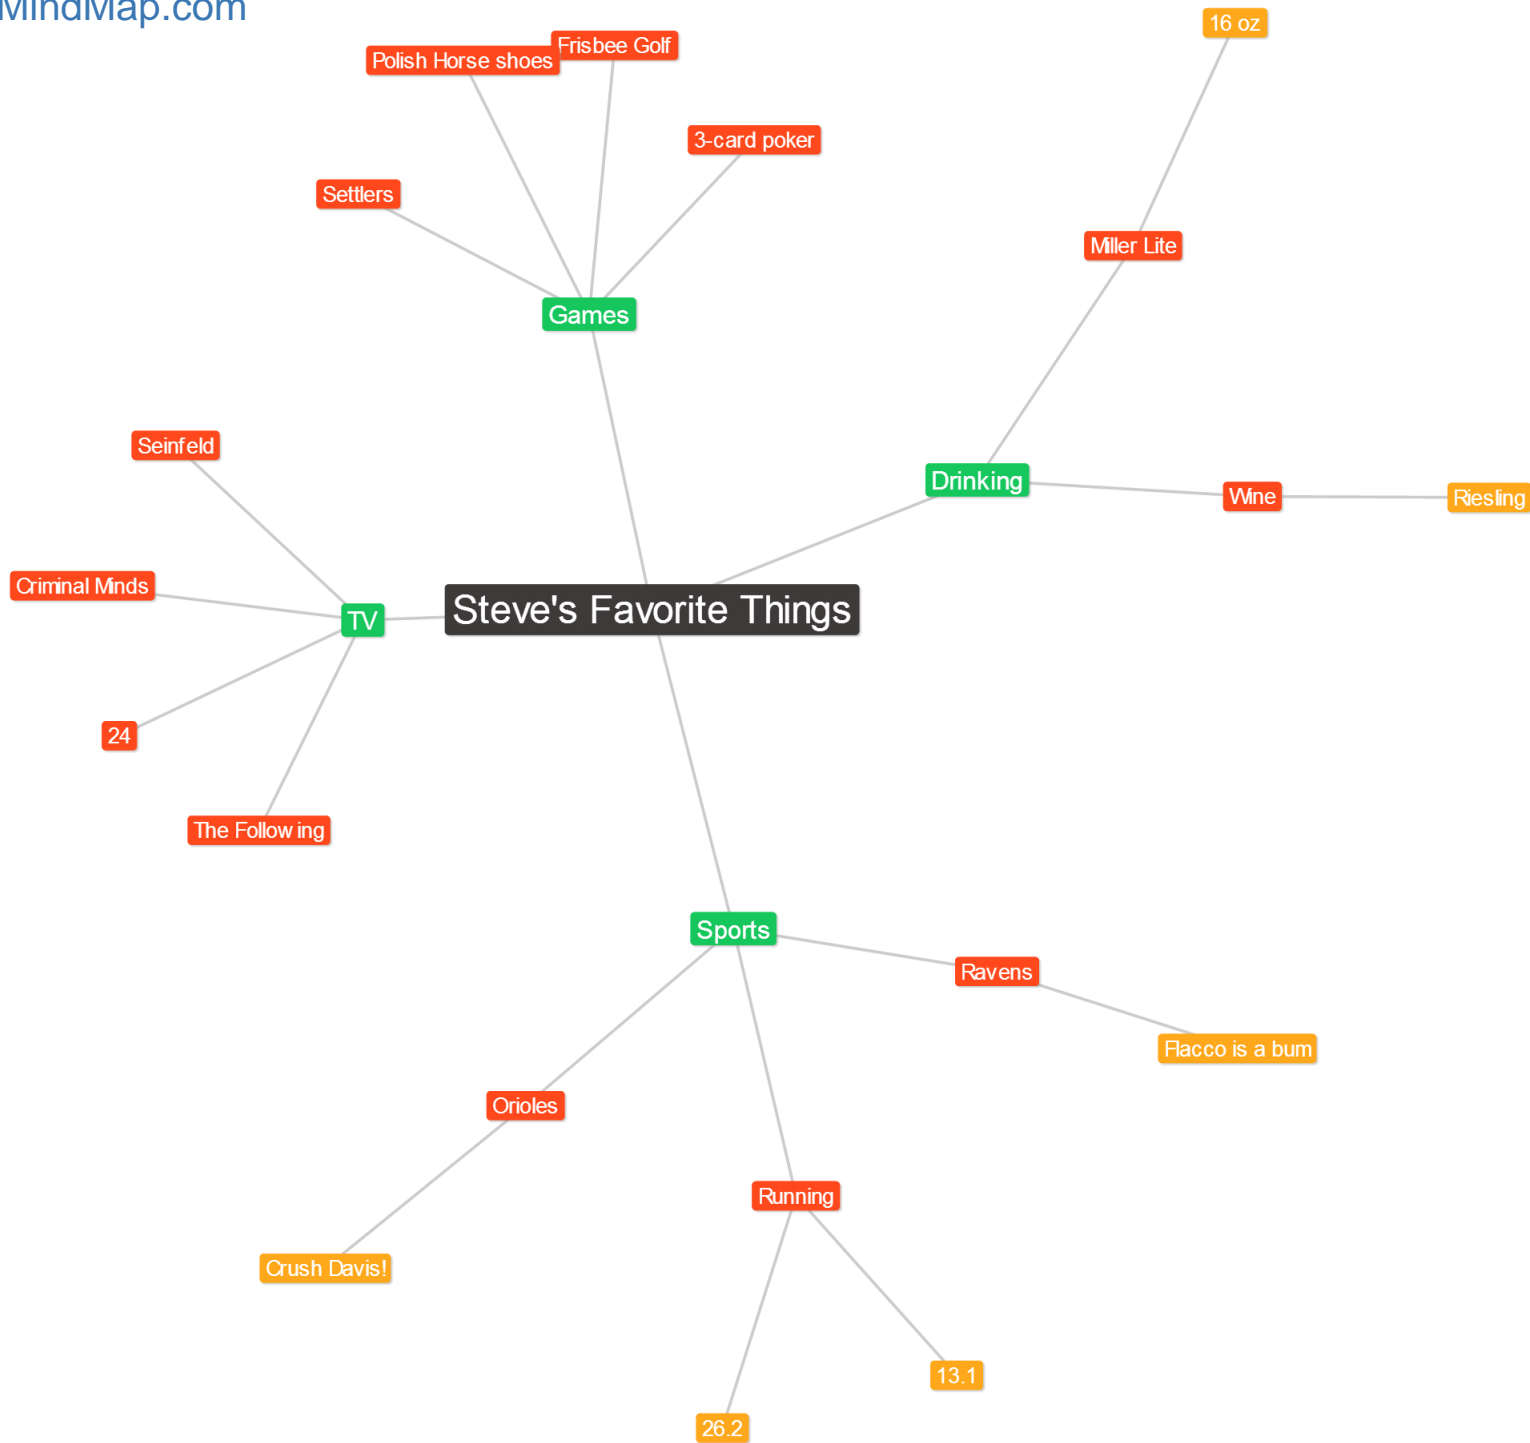 MindMap.com
16 oz
Frisbee Golf
Polish Horse shoes
3-card poker
Settlers
Miller Lite
Games
Seinfeld
Drinking
Wine
Riesling
Criminal Minds
TV
Steve's Favorite Things
24
The Following
Sports
Ravens
Flacco is a bum
Orioles
Running
Crush Davis!
13.1
26.2